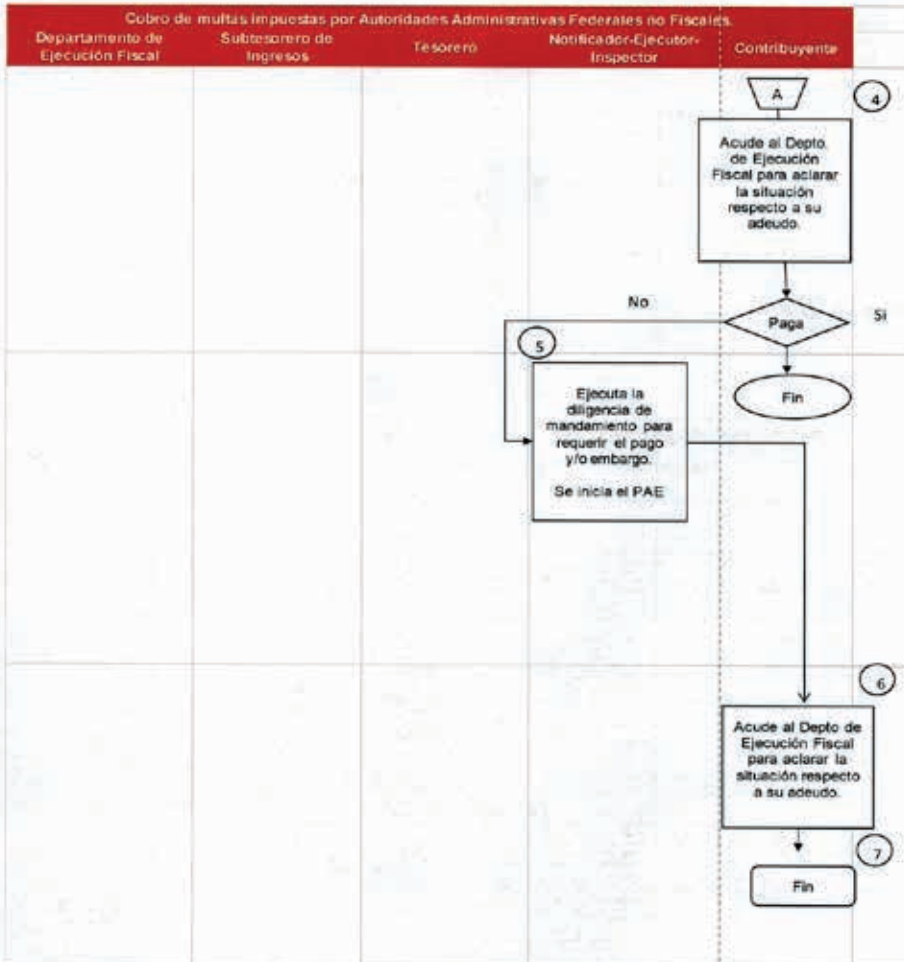 Cobro de multas impuestas por Autoridades Administrativas Federales no Fiscales.
Departamento de
Ejecución Fiscal
Subtesorero de
Ingresos
Tesorero
Notificador-Ejecutor-
Inspector
Contribuyente
A
4
Acude al Depto.
de Ejecución
Fiscal para aclarar
la situación
respecto a su
adeudo.
No
Paga
Si
5
Ejecuta la
diligencia de
mandamiento para
requerir el pago
y/o embargo.
Se inicia el PAE
Fin
6
Acude al Depto de
Ejecución Fiscal
para aclarar la
situación respecto
a su adeudo.
7
Fin